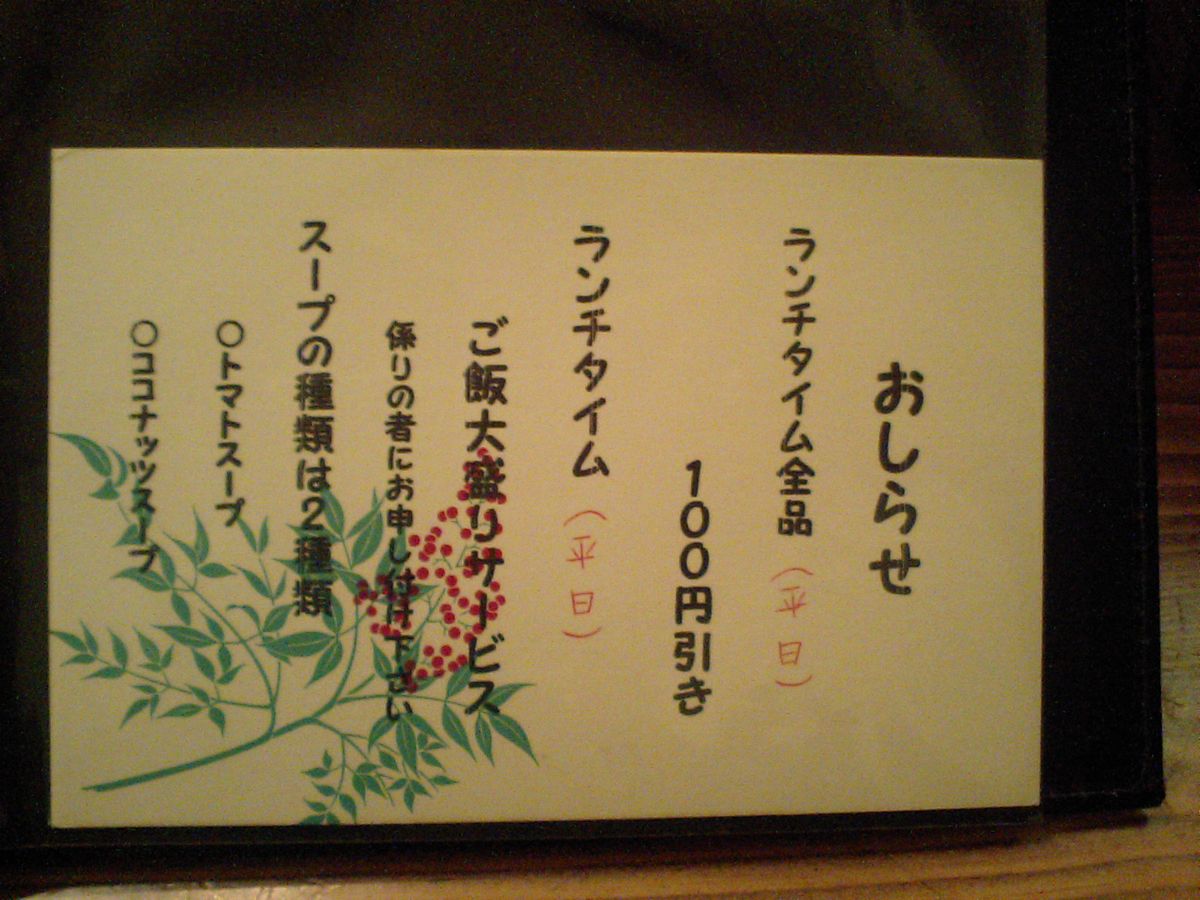 おしらせ
ランチタイム全品(平日)
100円引き
ランチタイム(平日)
ご飯大盛りサービス
係りの者にお申し付け下さい
スープの種類は2種類
○トマトスープ
○ココナッツスープ